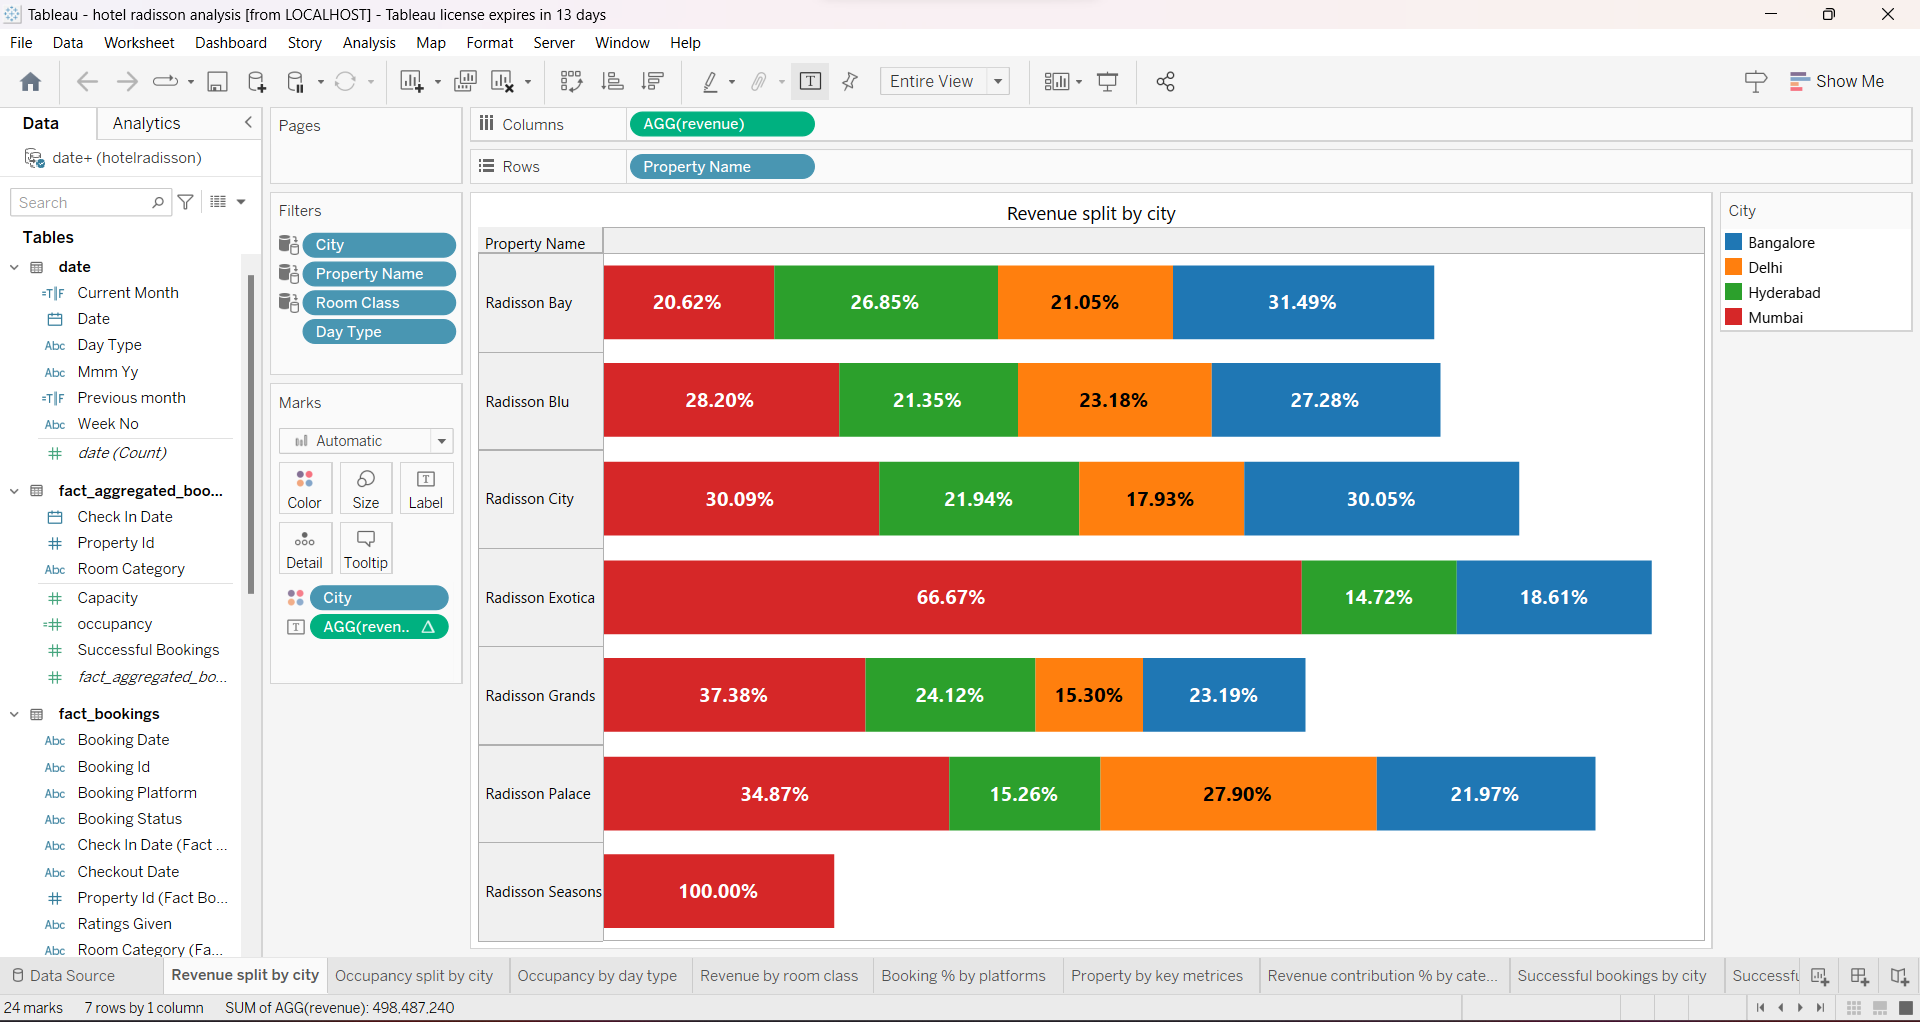 Tableau - hotel radisson analysis [from LOCALHOST] - Tableau license expires in 13 days
File Data Worksheet Dashboard Story Analysis Map Format Server Window Help
Entire View
Show Me
Data Analytics
date+ (hotelradisson)
Search
Tables
date
=T|F Current Month
Date
Abc Day Type
Abc Mmm Yy
=T|F Previous month
Abc Week No
# date (Count)
fact_aggregated_boo...
Check In Date
# Property Id
Abc Room Category
# Capacity
=# occupancy
# Successful Bookings
# fact_aggregated_bo...
fact_bookings
Abc Booking Date
Abc Booking Id
Abc Booking Platform
Abc Booking Status
Abc Check In Date (Fact ...
Abc Checkout Date
# Property Id (Fact Bo...
Abc Ratings Given
Abc Room Category (Fa...
Pages
Filters
City
Property Name
Room Class
Day Type
Marks
Automatic
Color Size Label
Detail Tooltip
City
AGG(reven..
Columns AGG(revenue)
Rows Property Name
Revenue split by city
Property Name
Radisson Bay 20.62% 26.85% 21.05% 31.49%
Radisson Blu 28.20% 21.35% 23.18% 27.28%
Radisson City 30.09% 21.94% 17.93% 30.05%
Radisson Exotica 66.67% 14.72% 18.61%
Radisson Grands 37.38% 24.12% 15.30% 23.19%
Radisson Palace 34.87% 15.26% 27.90% 21.97%
Radisson Seasons 100.00%
City
Bangalore
Delhi
Hyderabad
Mumbai
Data Source Revenue split by city Occupancy split by city Occupancy by day type Revenue by room class Booking % by platforms Property by key metrices Revenue contribution % by cate... Successful bookings by city Successfu
24 marks 7 rows by 1 column SUM of AGG(revenue): 498,487,240